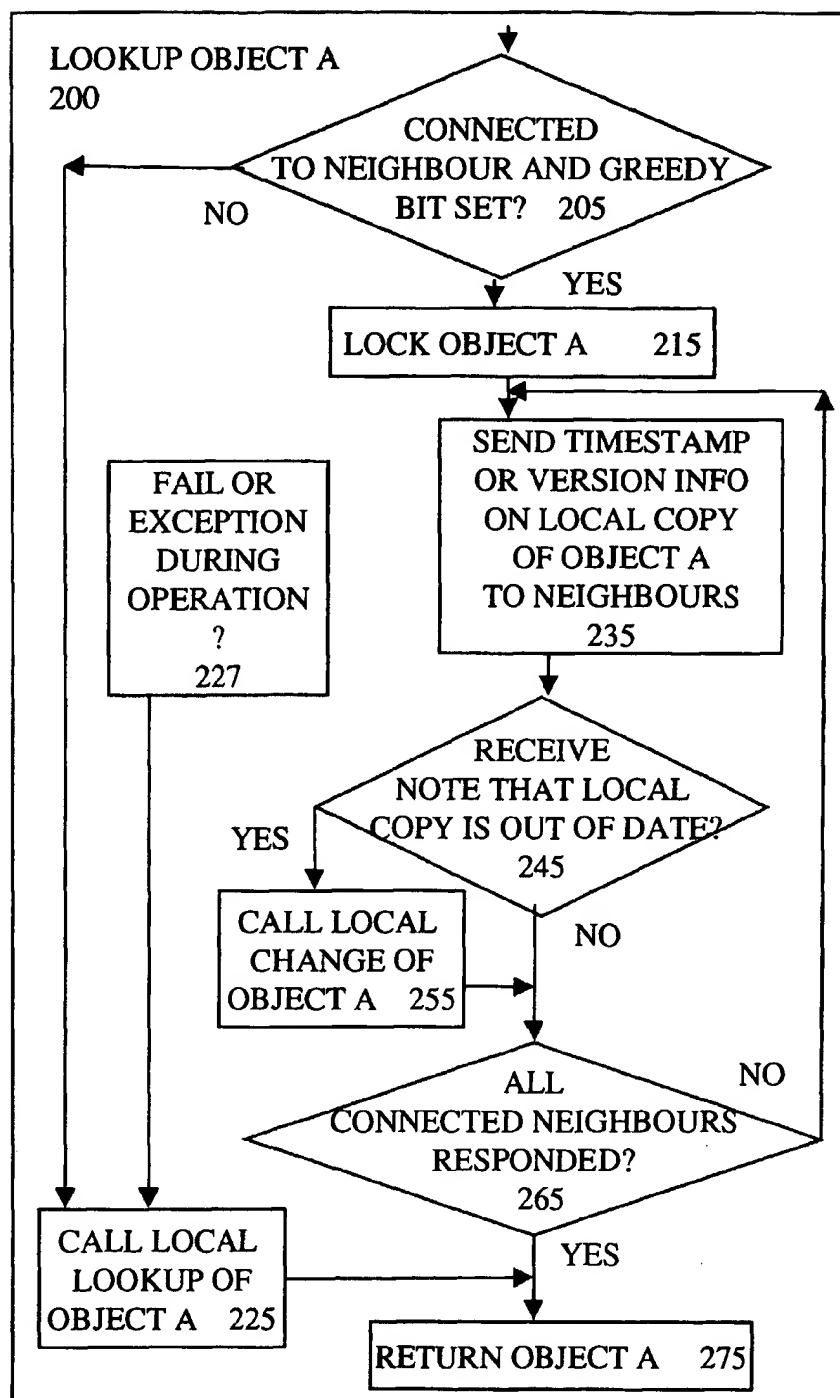 LOOKUP OBJECT A
200
CONNECTED
TO NEIGHBOUR AND GREEDY
BIT SET? 205
NO
YES
LOCK OBJECT A 215
SEND TIMESTAMP
OR VERSION INFO
ON LOCAL COPY
OF OBJECT A
TO NEIGHBOURS
235
FAIL OR
EXCEPTION
DURING
OPERATION
?
227
RECEIVE
NOTE THAT LOCAL
COPY IS OUT OF DATE?
245
YES
NO
CALL LOCAL
CHANGE OF
OBJECT A 255
ALL
CONNECTED NEIGHBOURS
RESPONDED?
265
NO
YES
CALL LOCAL
LOOKUP OF
OBJECT A 225
RETURN OBJECT A 275